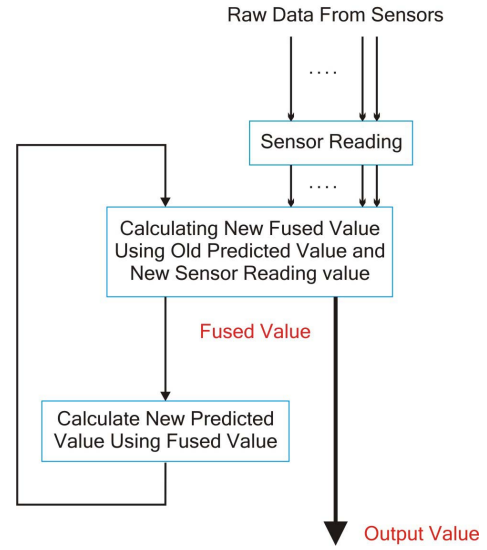 Raw Data From Sensors
....
Sensor Reading
....
Calculating New Fused Value
Using Old Predicted Value and
New Sensor Reading value
Fused Value
Calculate New Predicted
Value Using Fused Value
Output Value